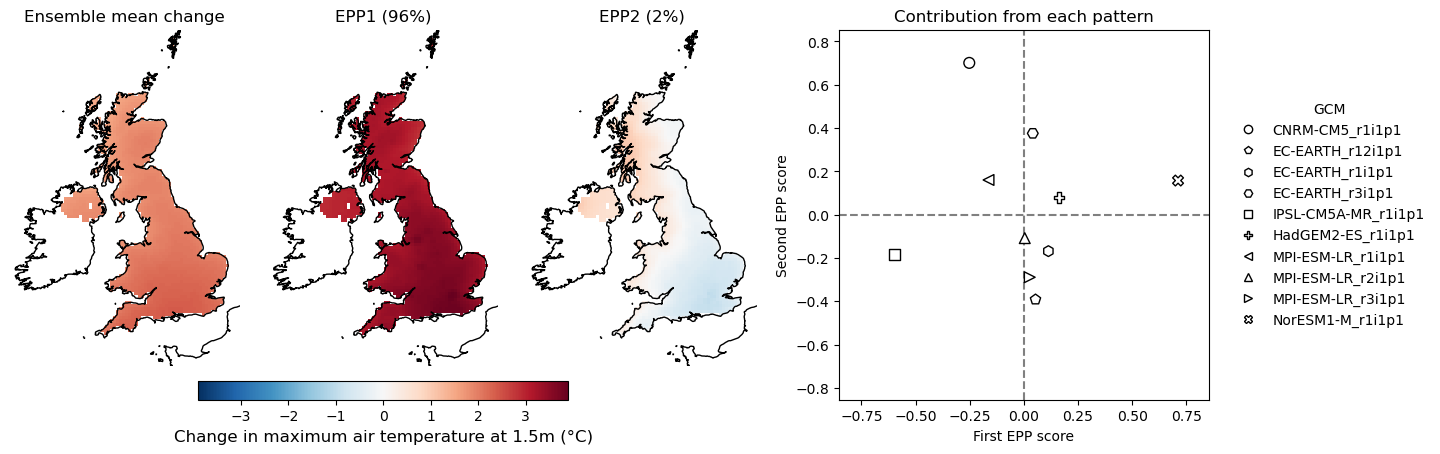 Ensemble mean change
EPP1 (96%)
EPP2 (2%)
Contribution from each pattern
−3 −2 −1 0 1 2 3
Change in maximum air temperature at 1.5m (°C)
Second EPP score
0.8
0.6
0.4
0.2
0.0
−0.2
−0.4
−0.6
−0.8
−0.75 −0.50 −0.25 0.00 0.25 0.50 0.75
First EPP score
GCM
CNRM-CM5_r1i1p1
EC-EARTH_r12i1p1
EC-EARTH_r1i1p1
EC-EARTH_r3i1p1
IPSL-CM5A-MR_r1i1p1
HadGEM2-ES_r1i1p1
MPI-ESM-LR_r1i1p1
MPI-ESM-LR_r2i1p1
MPI-ESM-LR_r3i1p1
NorESM1-M_r1i1p1